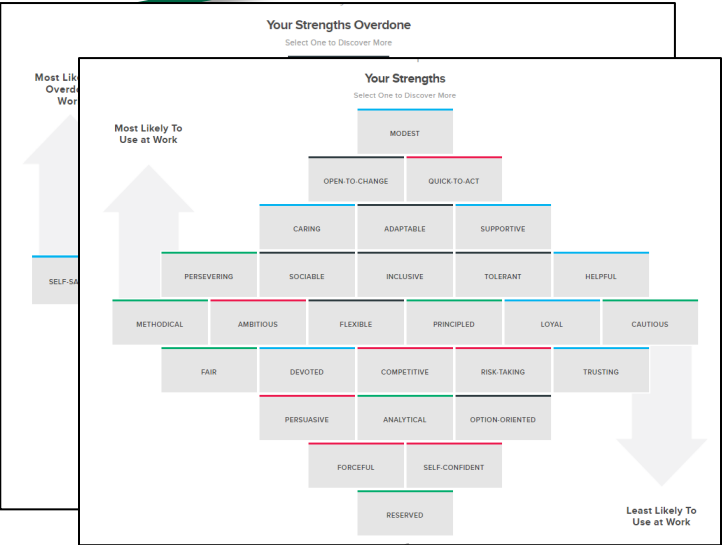 Your Strengths Overdone
Select One to Discover More
Most
Your Strengths
Select One to Discover More
Most Likely To
Use at Work
MODEST
OPEN-TO-CHANGE QUICK-TO-ACT
CARING ADAPTABLE SUPPORTIVE
PERSEVERING SOCIABLE INCLUSIVE TOLERANT HELPFUL
METHODICAL AMBITIOUS FLEXIBLE PRINCIPLED LOYAL CAUTIOUS
FAIR DEVOTED COMPETITIVE RISK-TAKING TRUSTING
PERSUASIVE ANALYTICAL OPTION-ORIENTED
FORCEFUL SELF-CONFIDENT
RESERVED
Least Likely To
Use at Work